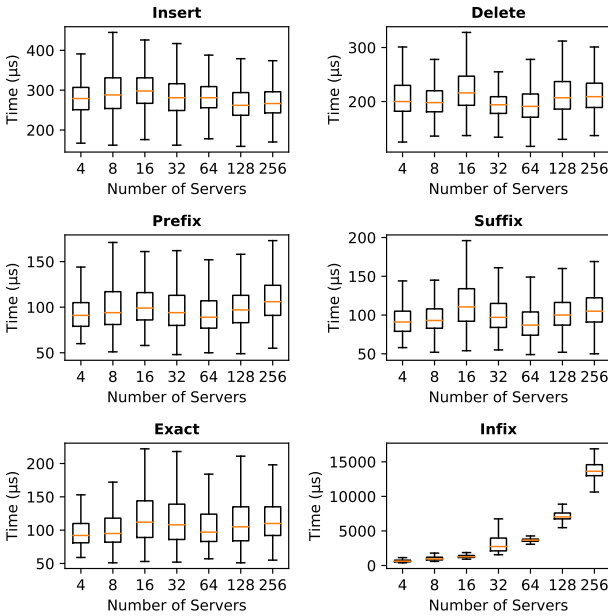 Insert
Time (µs)
400
300
200
4 8 16 32 64 128 256
Number of Servers
Delete
Time (µs)
300
200
4 8 16 32 64 128 256
Number of Servers
Prefix
Time (µs)
150
100
50
4 8 16 32 64 128 256
Number of Servers
Suffix
Time (µs)
200
150
100
50
4 8 16 32 64 128 256
Number of Servers
Exact
Time (µs)
200
150
100
50
4 8 16 32 64 128 256
Number of Servers
Infix
Time (µs)
15000
10000
5000
0
4 8 16 32 64 128 256
Number of Servers